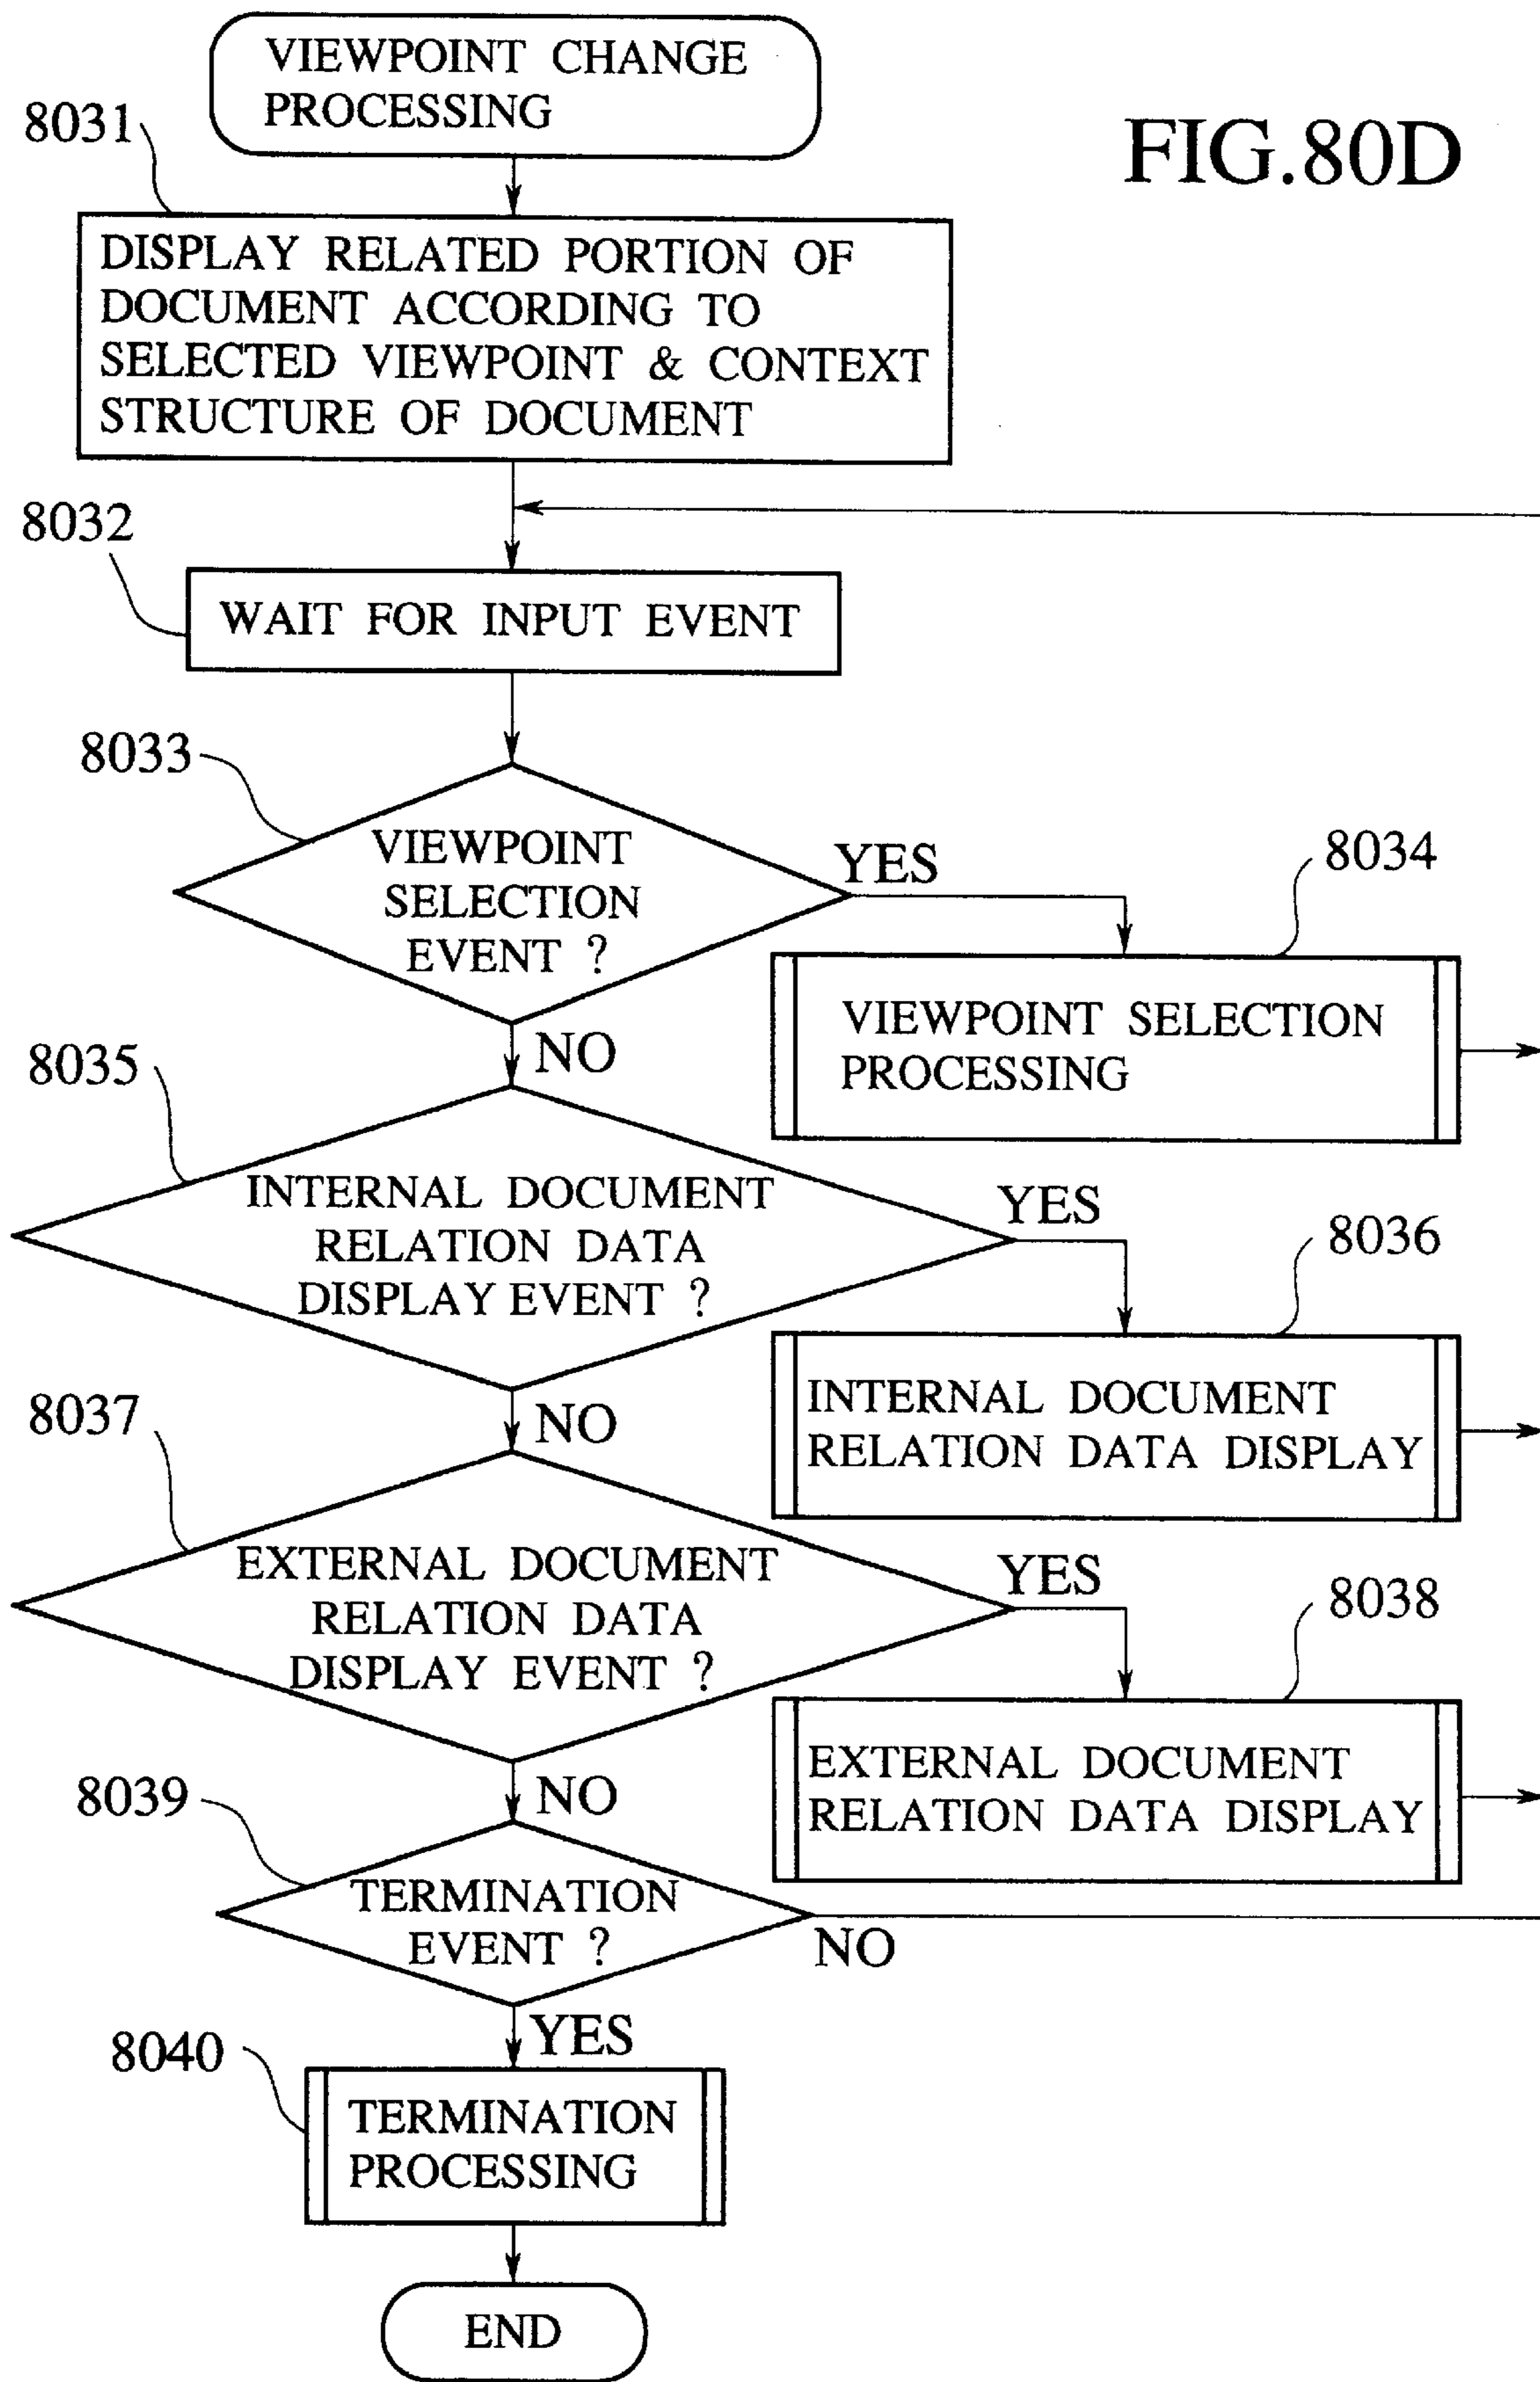 VIEWPOINT CHANGE
PROCESSING
FIG.80D
8031
DISPLAY RELATED PORTION OF
DOCUMENT ACCORDING TO
SELECTED VIEWPOINT & CONTEXT
STRUCTURE OF DOCUMENT
8032
WAIT FOR INPUT EVENT
8033
VIEWPOINT
SELECTION
EVENT ?
YES
8034
VIEWPOINT SELECTION
PROCESSING
NO
8035
INTERNAL DOCUMENT
RELATION DATA
DISPLAY EVENT ?
YES
8036
INTERNAL DOCUMENT
RELATION DATA DISPLAY
NO
8037
EXTERNAL DOCUMENT
RELATION DATA
DISPLAY EVENT ?
YES
8038
EXTERNAL DOCUMENT
RELATION DATA DISPLAY
NO
8039
TERMINATION
EVENT ?
NO
YES
8040
TERMINATION
PROCESSING
END